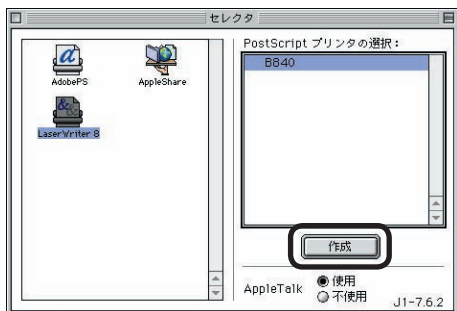 セレクタ
AdobePS
AppleShare
LaserWriter 8
PostScript プリンタの選択：
B840
作成
AppleTalk
使用
不使用
J1-7.6.2